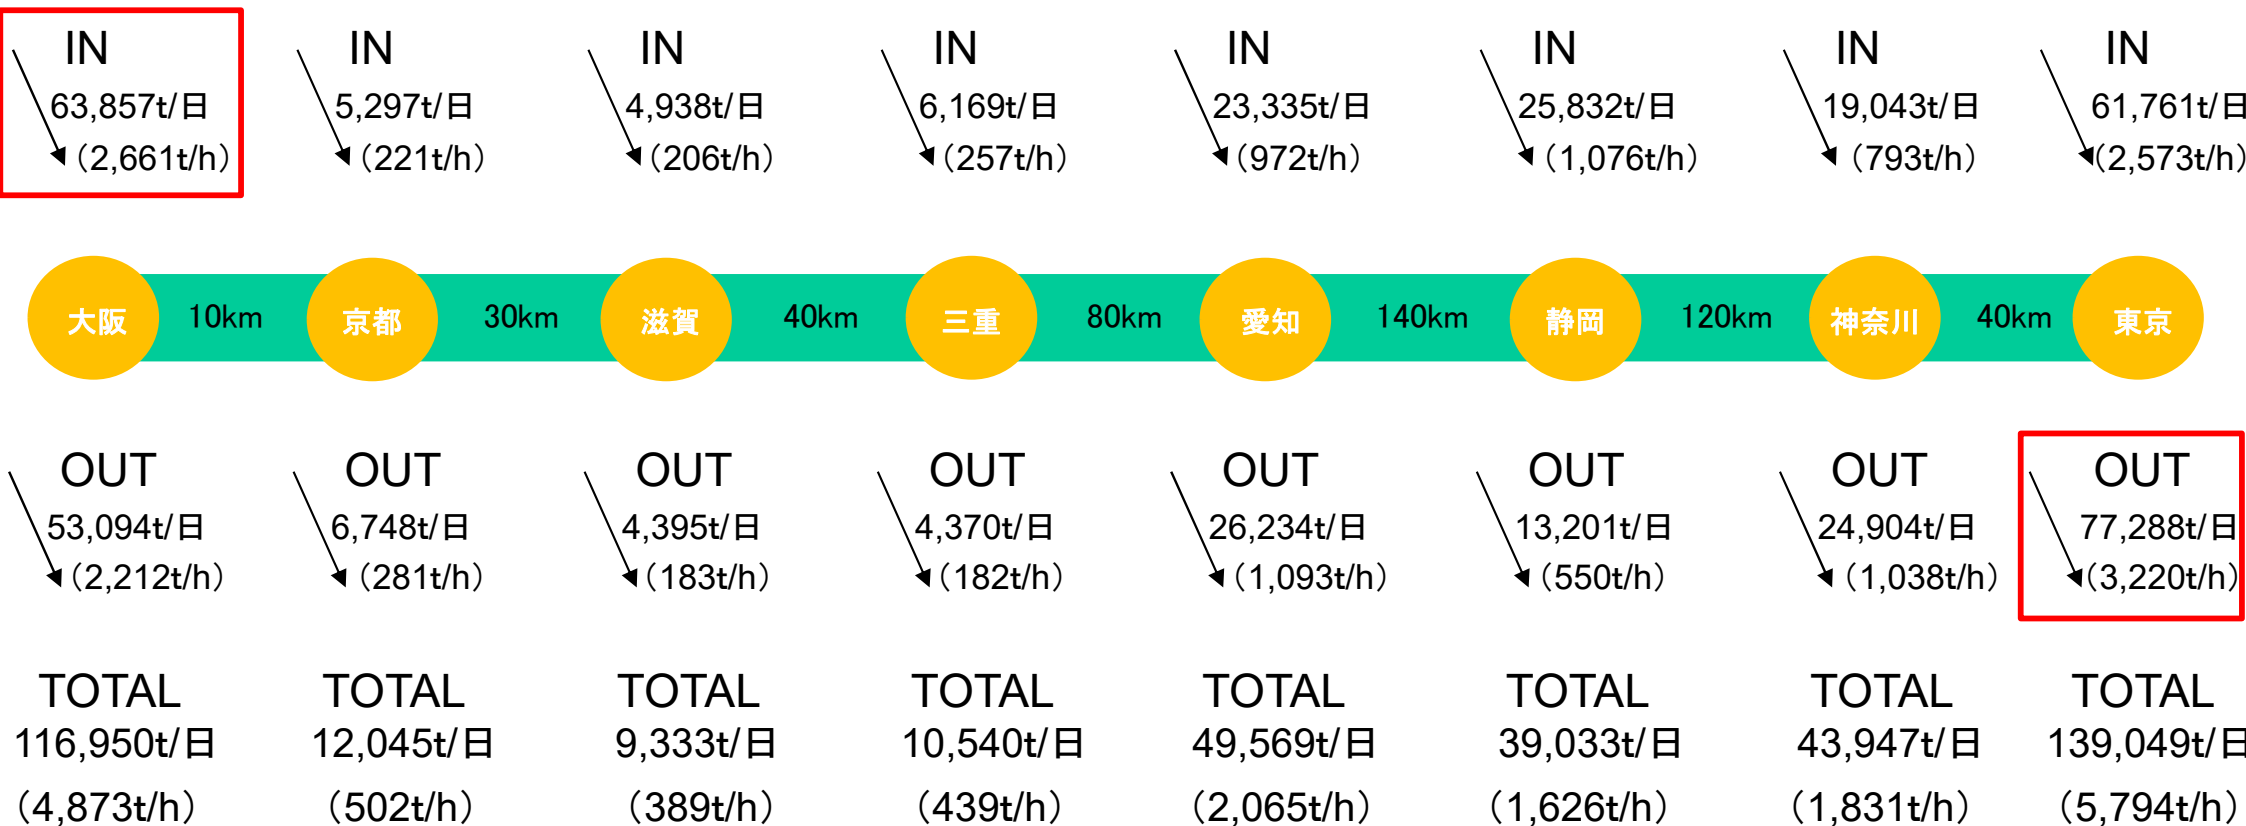 IN IN IN IN IN IN IN IN
63,857t/日 5,297t/日 4,938t/日 6,169t/日 23,335t/日 25,832t/日 19,043t/日 61,761t/日
（2,661t/h） （221t/h） （206t/h） （257t/h） （972t/h） （1,076t/h） （793t/h） （2,573t/h）
大阪 10km 京都 30km 滋賀 40km 三重 80km 愛知 140km 静岡 120km 神奈川 40km 東京
OUT OUT OUT OUT OUT OUT OUT OUT
53,094t/日 6,748t/日 4,395t/日 4,370t/日 26,234t/日 13,201t/日 24,904t/日 77,288t/日
（2,212t/h） （281t/h） （183t/h） （182t/h） （1,093t/h） （550t/h） （1,038t/h） （3,220t/h）
TOTAL TOTAL TOTAL TOTAL TOTAL TOTAL TOTAL TOTAL
116,950t/日 12,045t/日 9,333t/日 10,540t/日 49,569t/日 39,033t/日 43,947t/日 139,049t/日
（4,873t/h） （502t/h） （389t/h） （439t/h） （2,065t/h） （1,626t/h） （1,831t/h） （5,794t/h）